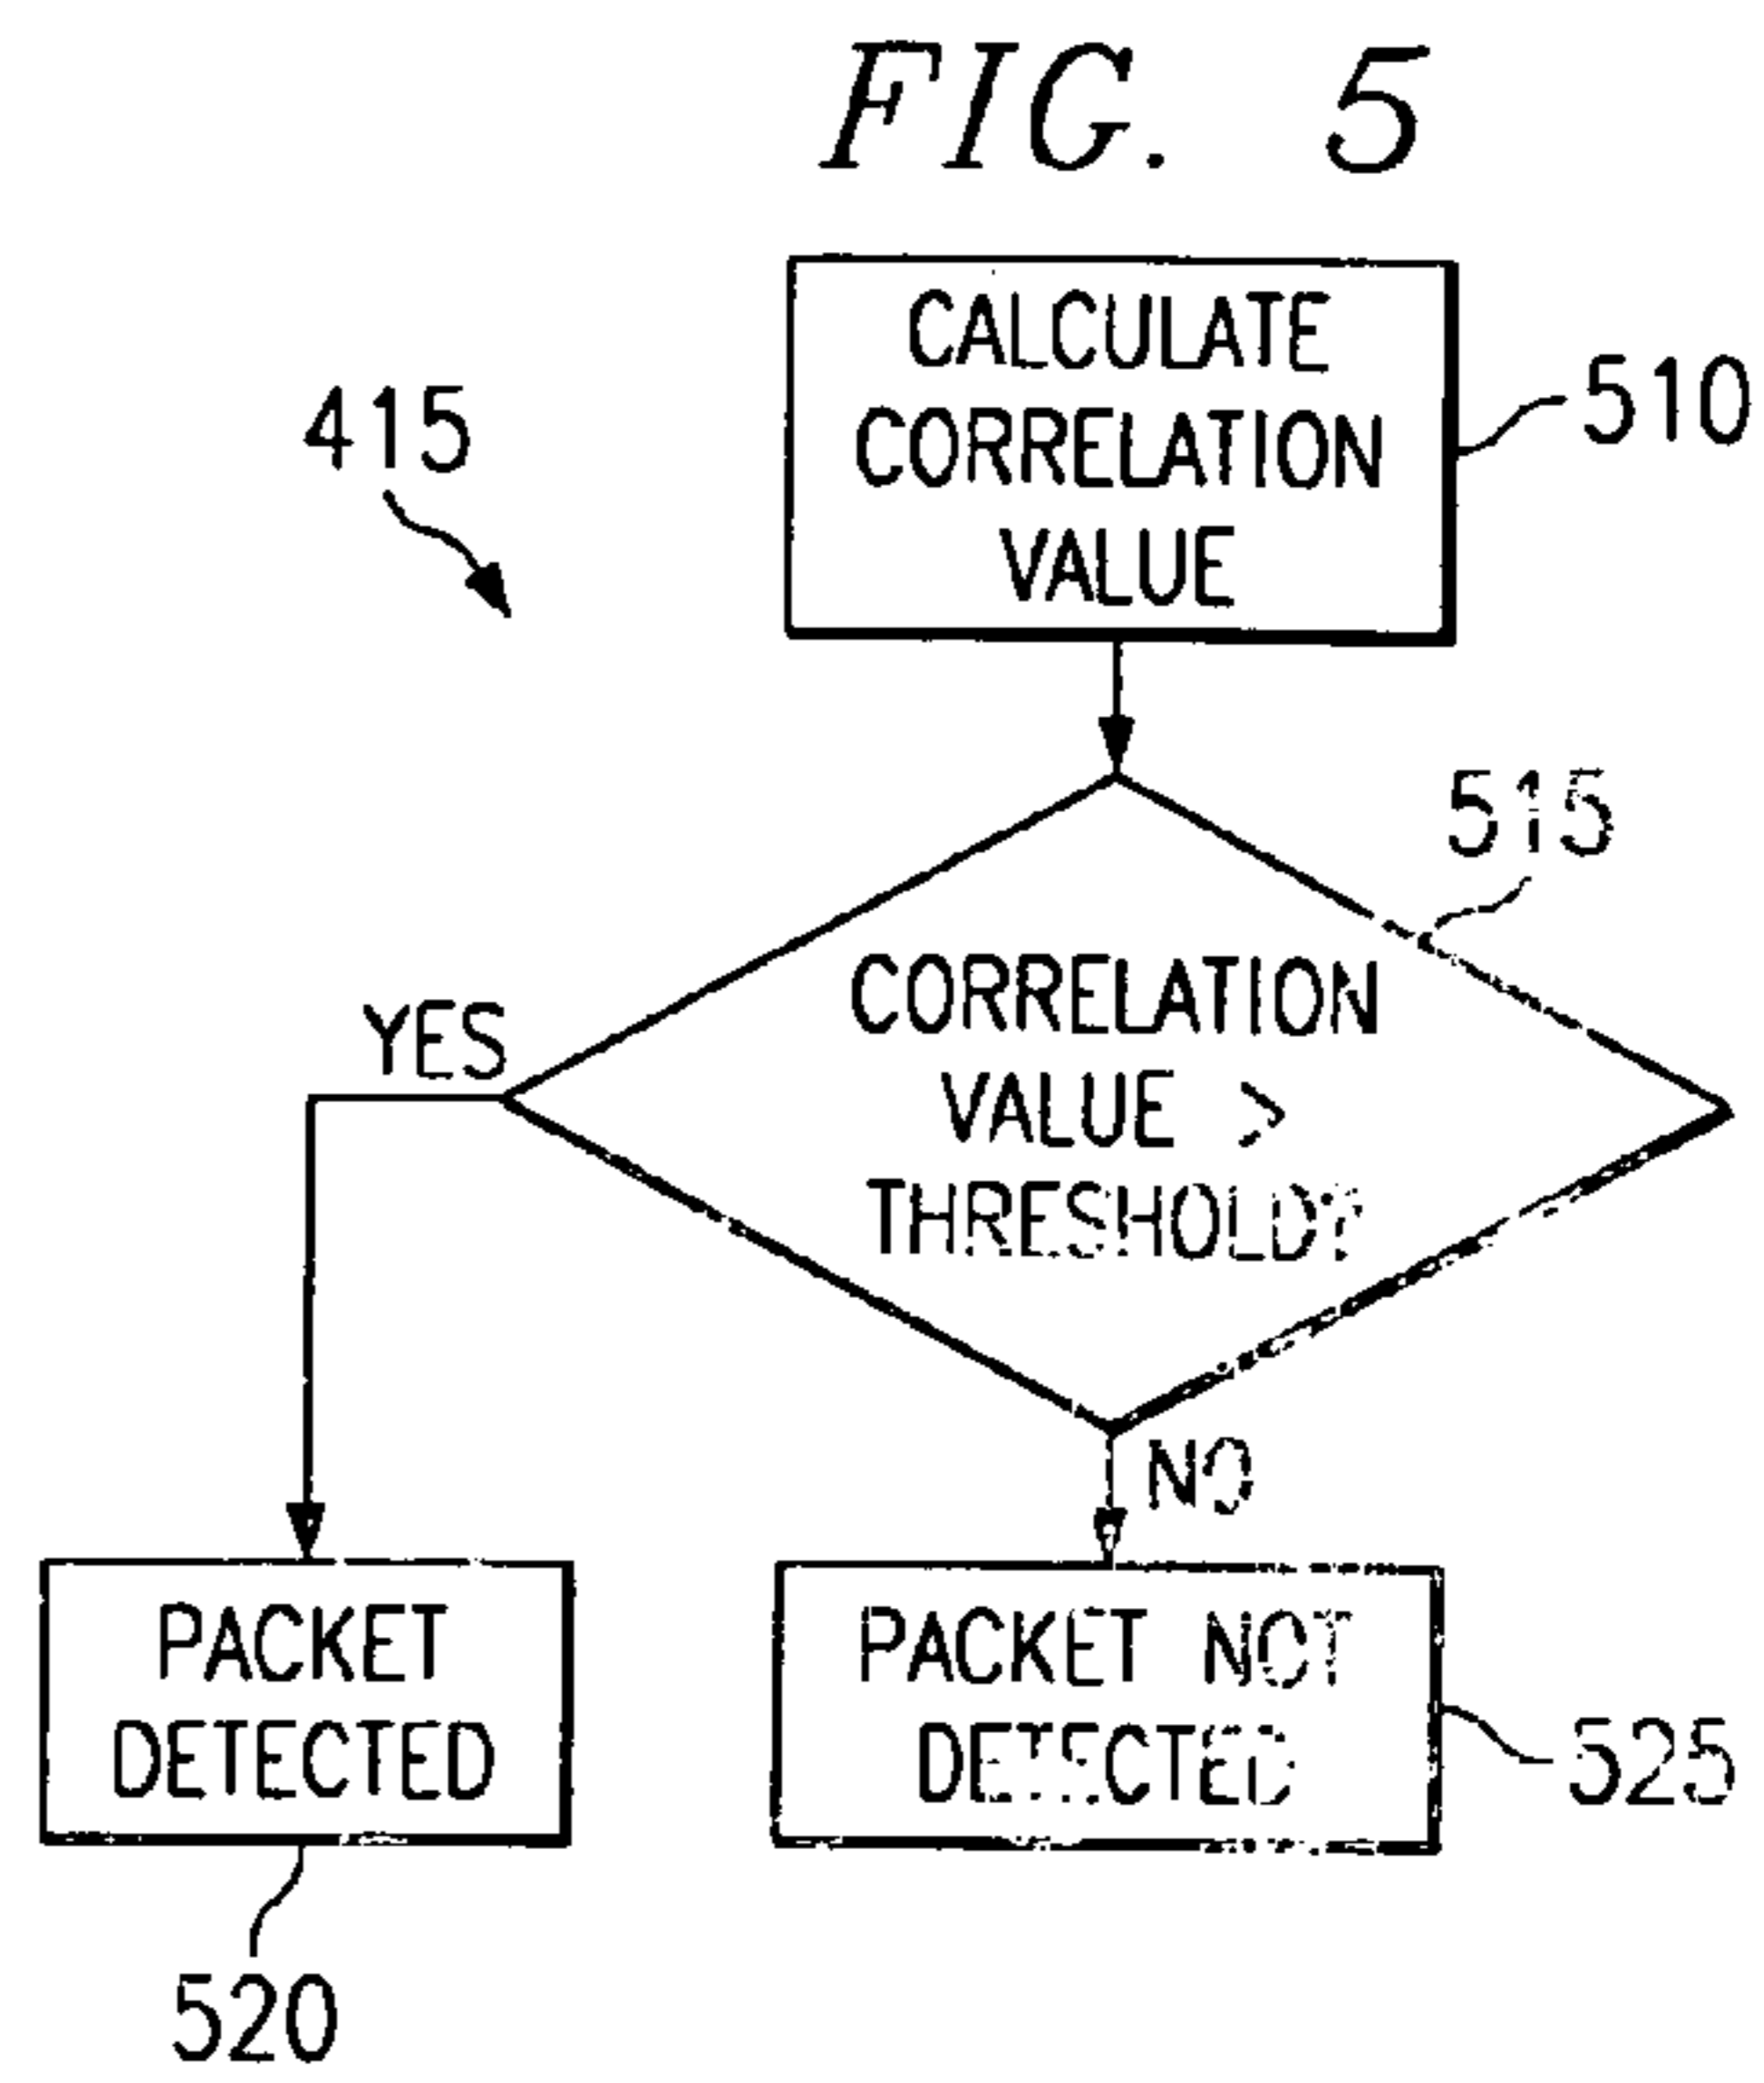 FIG. 5
CALCULATE
CORRELATION
VALUE
510
415
515
CORRELATION
VALUE >
THRESHOLD?
YES
NO
PACKET
DETECTED
PACKET NOT
DETECTED
525
520